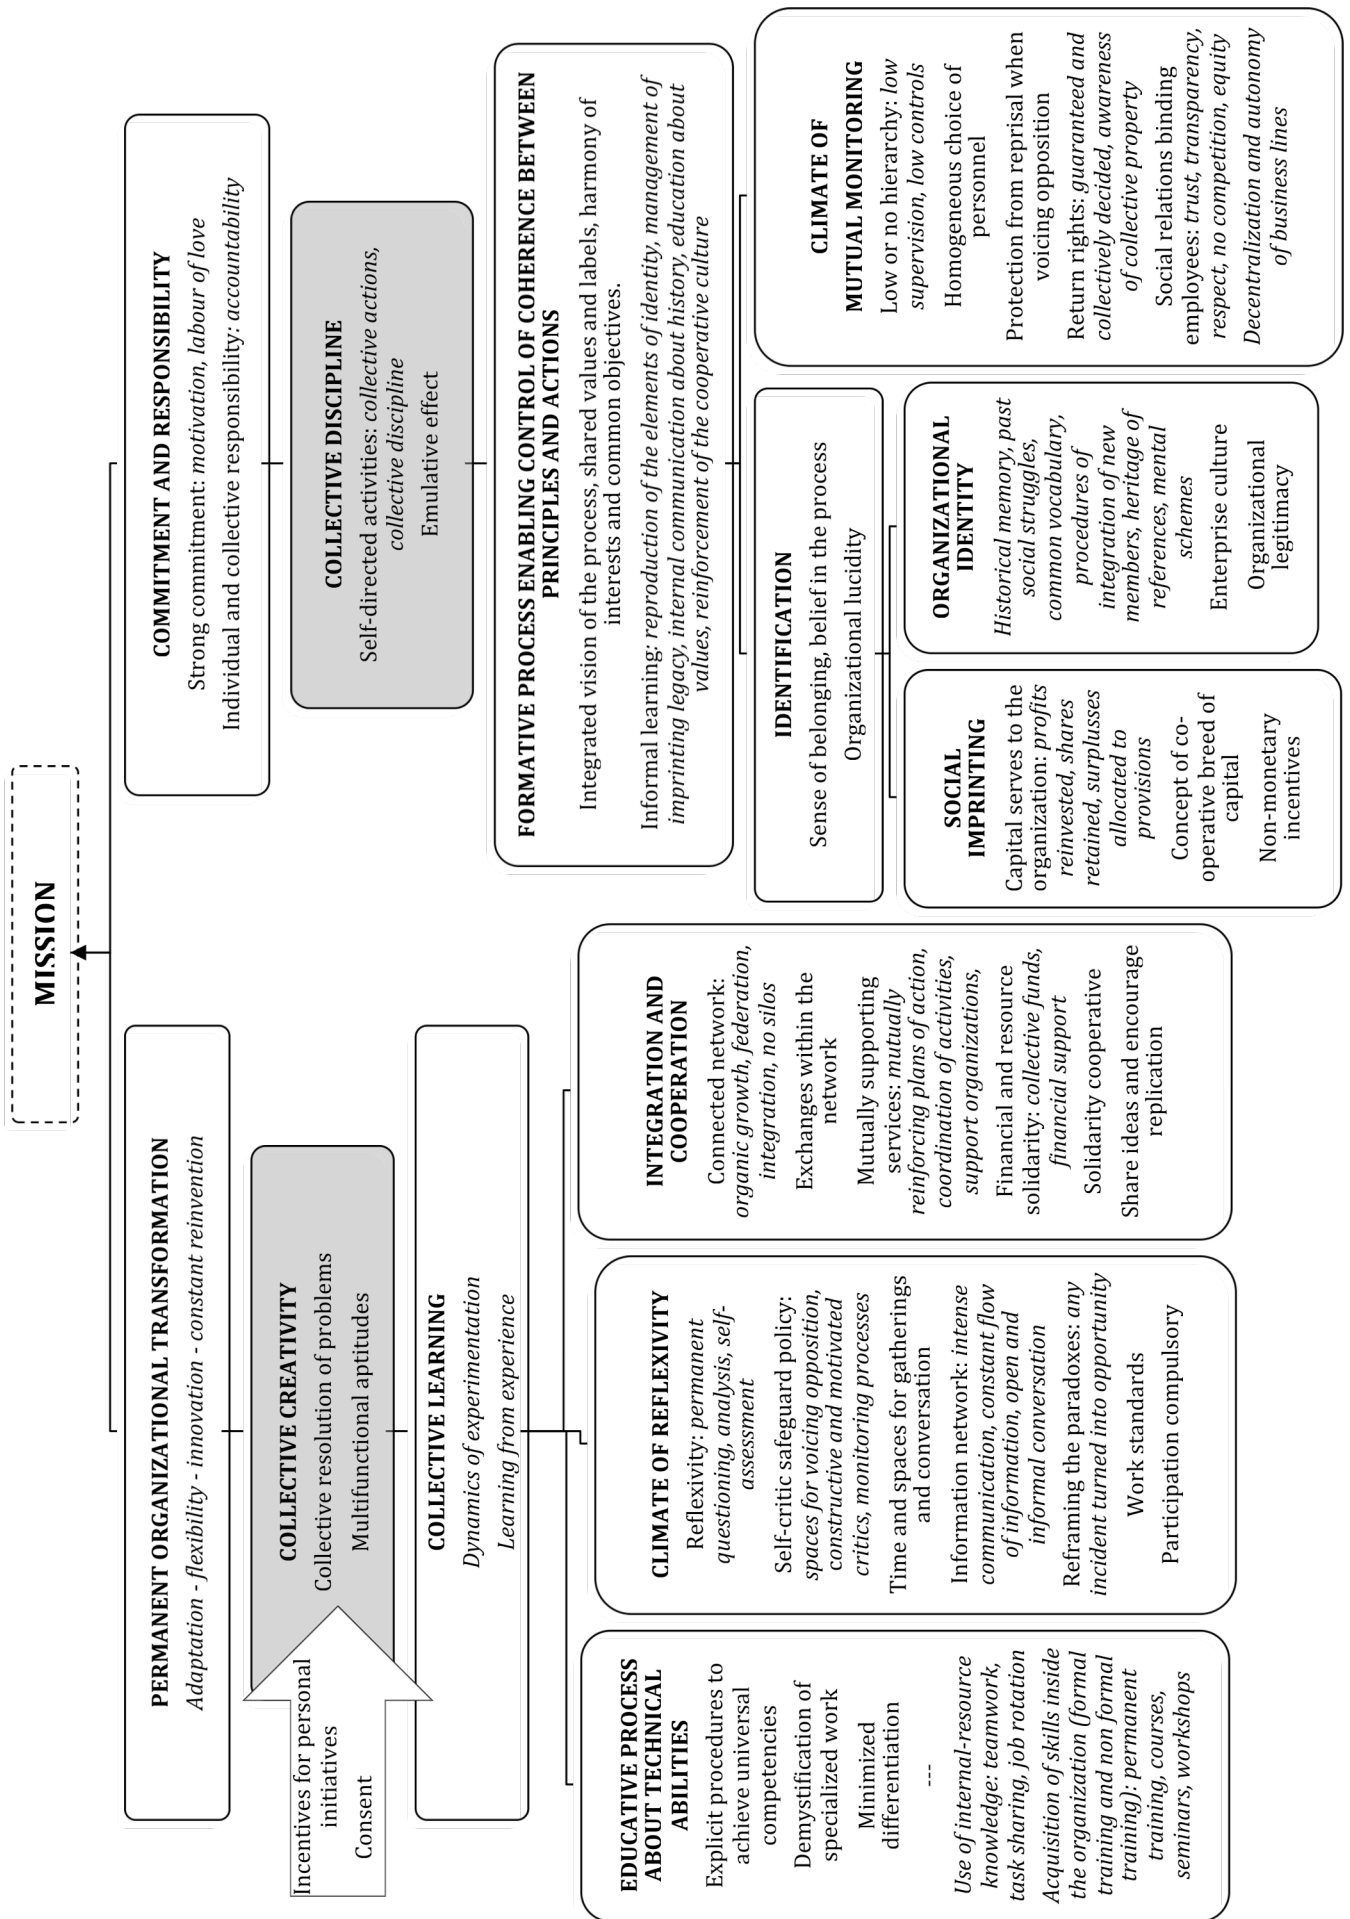 MISSION
PERMANENT ORGANIZATIONAL TRANSFORMATION
Adaptation - flexibility - innovation - constant reinvention
Incentives for personal
initiatives
Consent
COLLECTIVE CREATIVITY
Collective resolution of problems
Multifunctional aptitudes
COLLECTIVE LEARNING
Dynamics of experimentation
Learning from experience
EDUCATIVE PROCESS
ABOUT TECHNICAL
ABILITIES
Explicit procedures to
achieve universal
competencies
Demystification of
specialized work
Minimized
differentiation
---
Use of internal-resource
knowledge: teamwork,
task sharing, job rotation
Acquisition of skills inside
the organization (formal
training and non formal
training): permanent
training, courses,
seminars, workshops
CLIMATE OF REFLEXIVITY
Reflexivity: permanent
questioning, analysis, self-
assessment
Self-critic safeguard policy:
spaces for voicing opposition,
constructive and motivated
critics, monitoring processes
Time and spaces for gatherings
and conversation
Information network: intense
communication, constant flow
of information, open and
informal conversation
Reframing the paradoxes: any
incident turned into opportunity
Work standards
Participation compulsory
INTEGRATION AND
COOPERATION
Connected network:
organic growth, federation,
integration, no silos
Exchanges within the
network
Mutually supporting
services: mutually
reinforcing plans of action,
coordination of activities,
support organizations,
Financial and resource
solidarity: collective funds,
financial support
Solidarity cooperative
Share ideas and encourage
replication
COMMITMENT AND RESPONSIBILITY
Strong commitment: motivation, labour of love
Individual and collective responsibility: accountability
COLLECTIVE DISCIPLINE
Self-directed activities: collective actions,
collective discipline
Emulative effect
FORMATIVE PROCESS ENABLING CONTROL OF COHERENCE BETWEEN
PRINCIPLES AND ACTIONS
Integrated vision of the process, shared values and labels, harmony of
interests and common objectives.
Informal learning: reproduction of the elements of identity, management of
imprinting legacy, internal communication about history, education about
values, reinforcement of the cooperative culture
IDENTIFICATION
Sense of belonging, belief in the process
Organizational lucidity
SOCIAL
IMPRINTING
Capital serves to the
organization: profits
reinvested, shares
retained, surplusses
allocated to
provisions
Concept of co-
operative breed of
capital
Non-monetary
incentives
ORGANIZATIONAL
IDENTITY
Historical memory, past
social struggles,
common vocabulary,
procedures of
integration of new
members, heritage of
references, mental
schemes
Enterprise culture
Organizational
legitimacy
CLIMATE OF
MUTUAL MONITORING
Low or no hierarchy: low
supervision, low controls
Homogeneous choice of
personnel
Protection from reprisal when
voicing opposition
Return rights: guaranteed and
collectively decided, awareness
of collective property
Social relations binding
employees: trust, transparency,
respect, no competition, equity
Decentralization and autonomy
of business lines